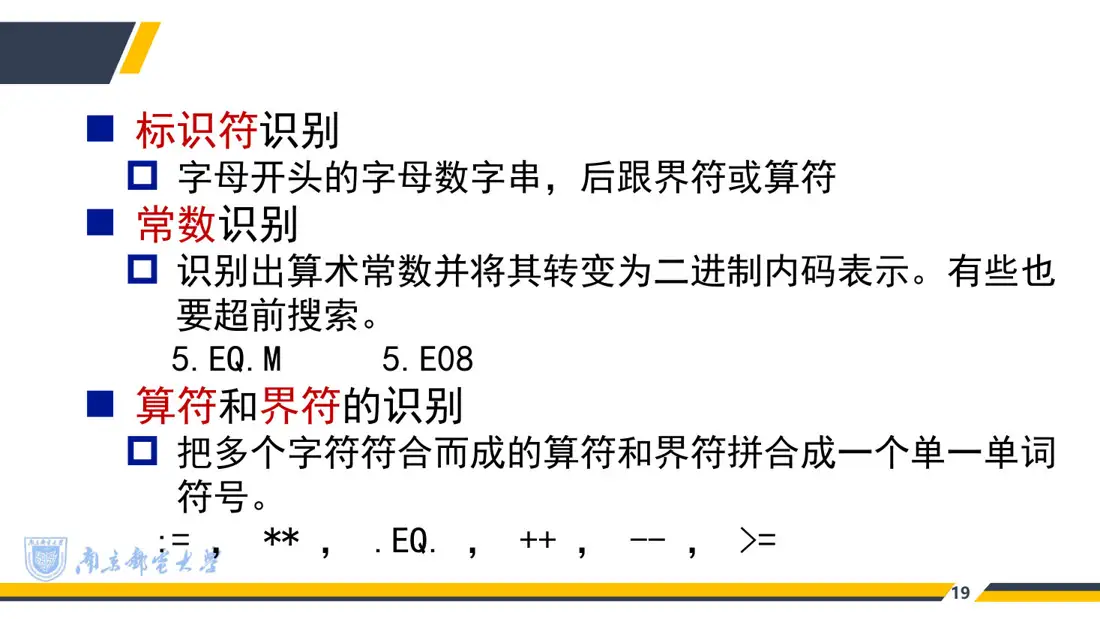 标识符识别
字母开头的字母数字串，后跟界符或算符
常数识别
识别出算术常数并将其转变为二进制内码表示。有些也
要超前搜索。
5.EQ.M 5.E08
算符和界符的识别
把多个字符符合而成的算符和界符拼合成一个单一单词
符号。
:= ， ** ， .EQ. ， ++ ， -- ， >=
南京邮电大学
19